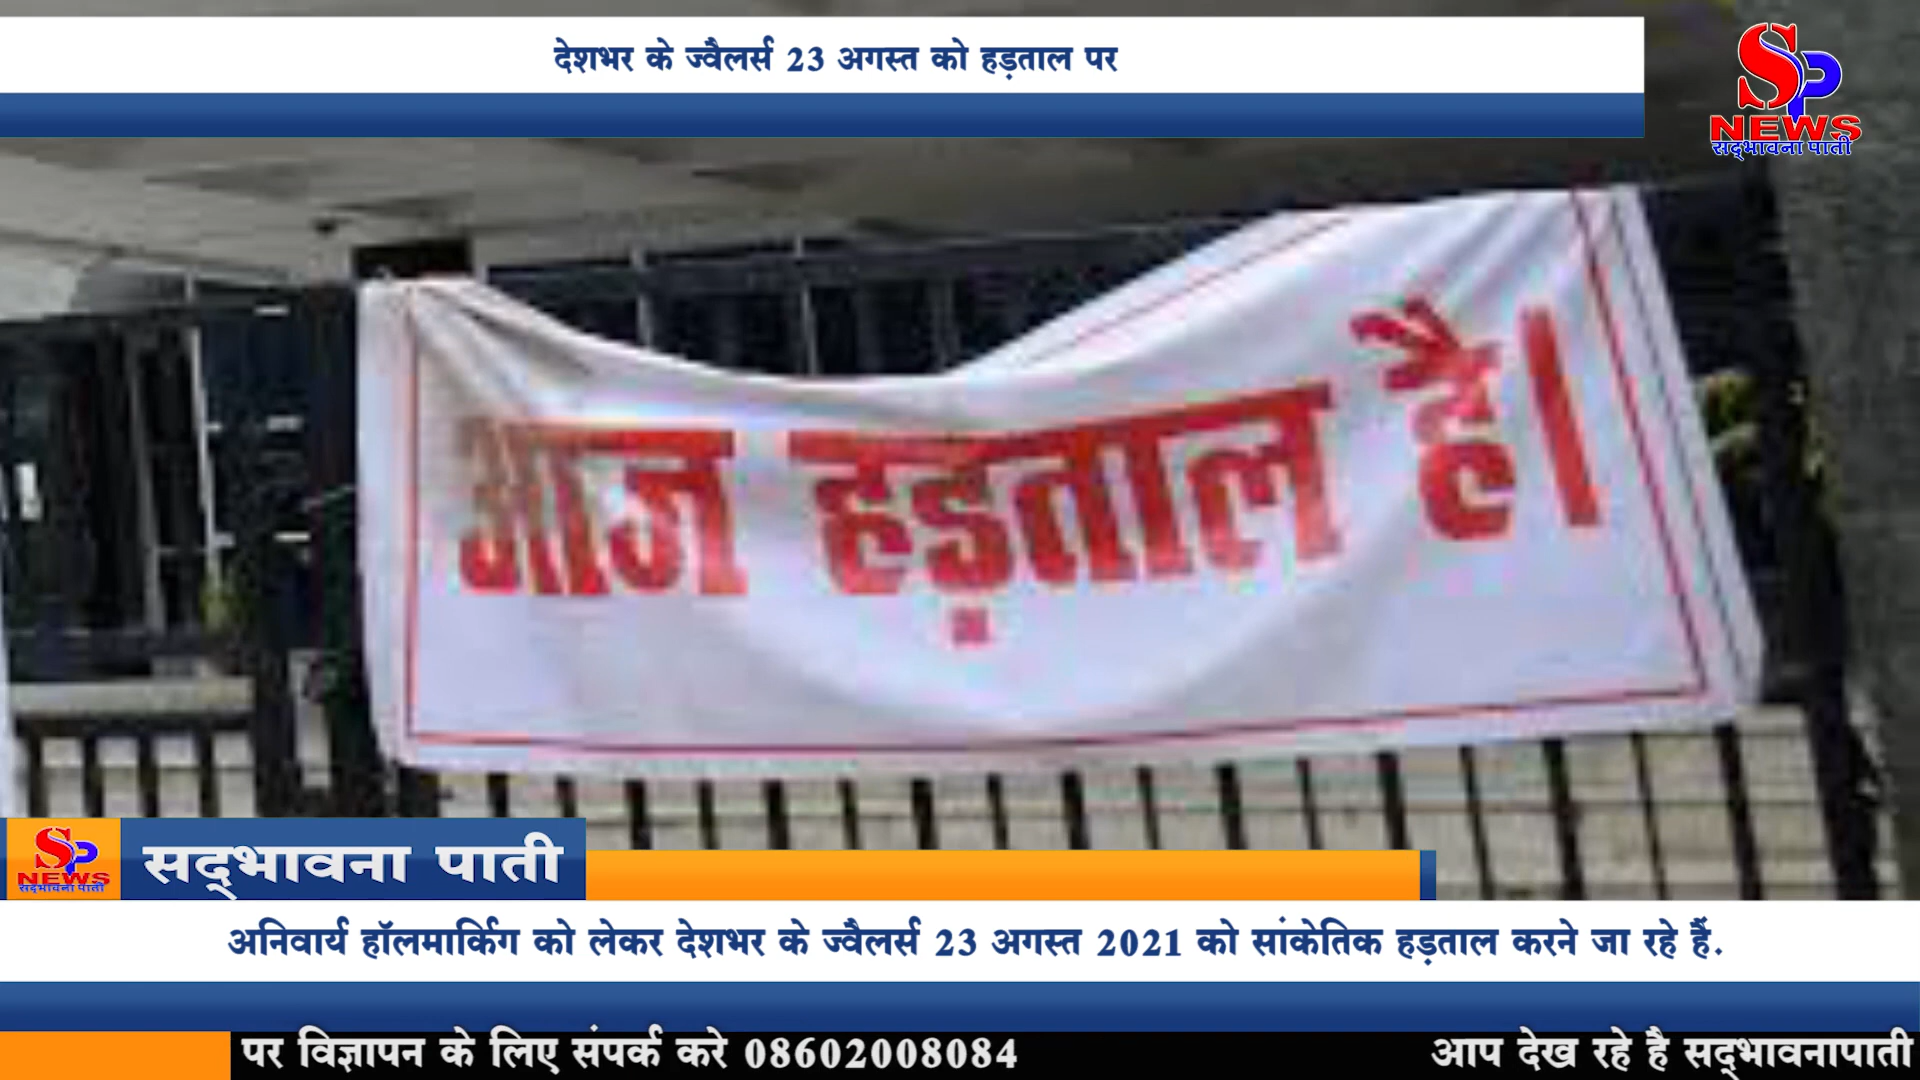 देशभर के ज्वैलर्स 23 अगस्त को हड़ताल पर
SP
NEWS
सद्भावना पाती
आज हड़ताल है।
SP
NEWS
सद्भावना पाती
सद्भावना पाती
अनिवार्य हॉलमार्किग को लेकर देशभर के ज्वैलर्स 23 अगस्त 2021 को सांकेतिक हड़ताल करने जा रहे हैं.
पर विज्ञापन के लिए संपर्क करे 08602008084 आप देख रहे है सद्भावनापाती